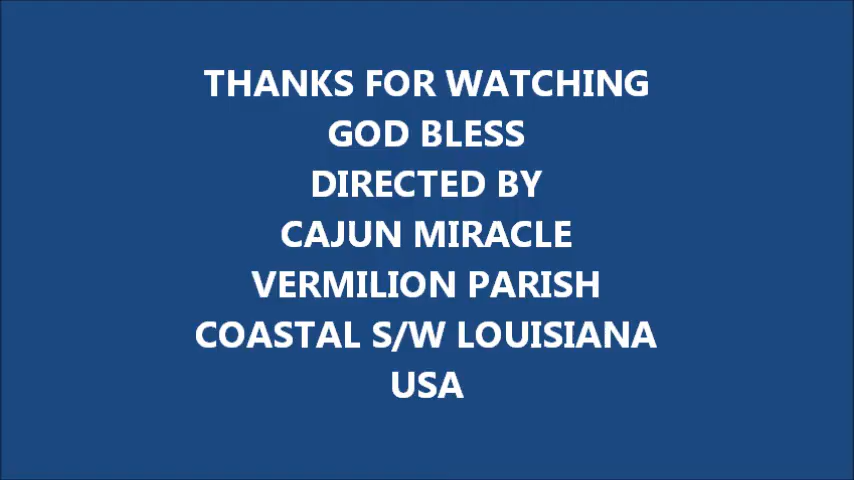 THANKS FOR WATCHING
GOD BLESS
DIRECTED BY
CAJUN MIRACLE
VERMILION PARISH
COASTAL S/W LOUISIANA
USA